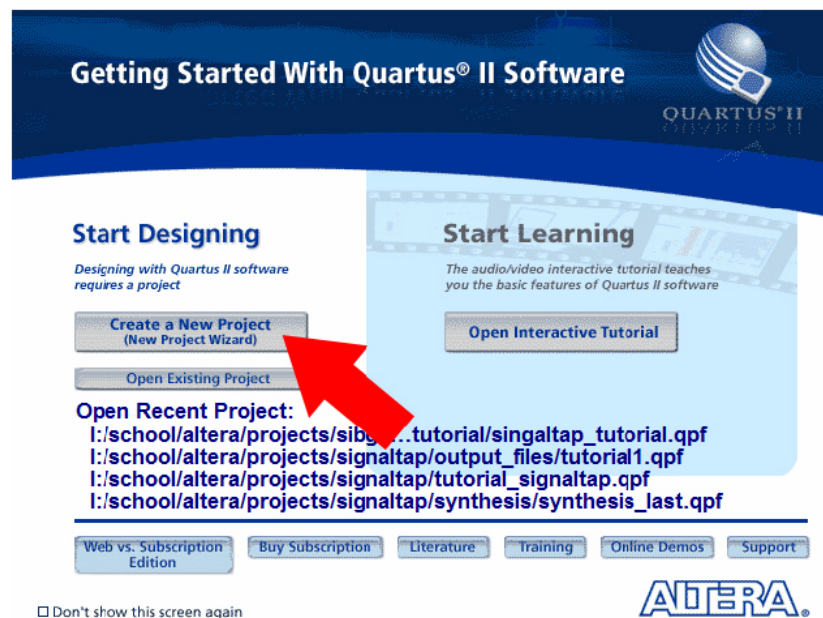 Getting Started With Quartus® II Software
QUARTUS® II
Start Designing
Designing with Quartus II software
requires a project
Create a New Project
(New Project Wizard)
Open Existing Project
Start Learning
The audio/video interactive tutorial teaches
you the basic features of Quartus II software
Open Interactive Tutorial
Open Recent Project:
I:/school/altera/projects/sibg...tutorial/singaltap_tutorial.qpf
I:/school/altera/projects/signaltap/output_files/tutorial1.qpf
I:/school/altera/projects/signaltap/tutorial_signaltap.qpf
I:/school/altera/projects/signaltap/synthesis/synthesis_last.qpf
Web vs. Subscription
Edition
Buy Subscription
Literature
Training
Online Demos
Support
Don't show this screen again
ALTERA®